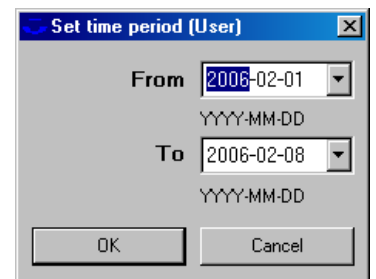 Set time period (User)
From 2006-02-01
YYYY-MM-DD
To 2006-02-08
YYYY-MM-DD
OK Cancel